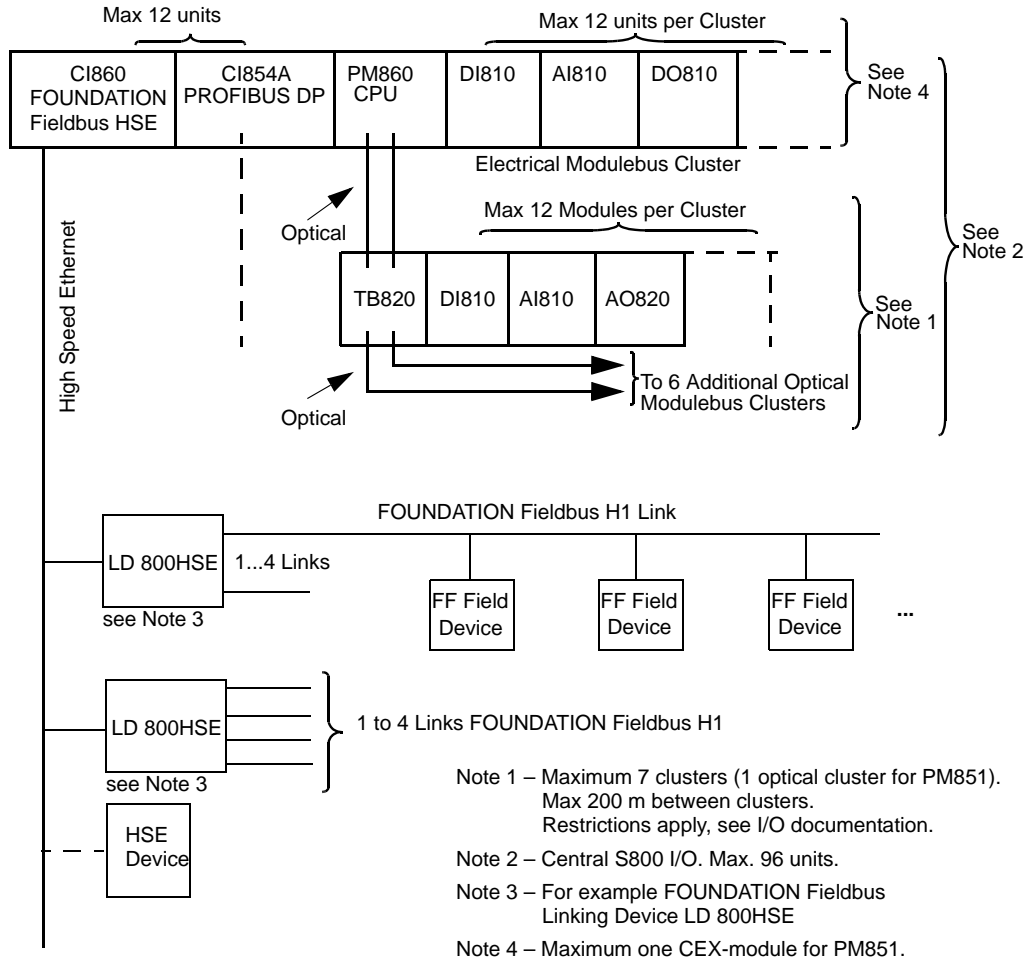 Max 12 units
Max 12 units per Cluster
CI860
FOUNDATION
Fieldbus HSE
CI854A
PROFIBUS DP
PM860
CPU
DI810
AI810
DO810
See
Note 4
Electrical Modulebus Cluster
Optical
Max 12 Modules per Cluster
See
Note 2
TB820
DI810
AI810
AO820
See
Note 1
High Speed Ethernet
Optical
To 6 Additional Optical
Modulebus Clusters
FOUNDATION Fieldbus H1 Link
LD 800HSE
1...4 Links
see Note 3
FF Field
Device
FF Field
Device
FF Field
Device
...
LD 800HSE
1 to 4 Links FOUNDATION Fieldbus H1
see Note 3
HSE
Device
Note 1 – Maximum 7 clusters (1 optical cluster for PM851).
Max 200 m between clusters.
Restrictions apply, see I/O documentation.
Note 2 – Central S800 I/O. Max. 96 units.
Note 3 – For example FOUNDATION Fieldbus
Linking Device LD 800HSE
Note 4 – Maximum one CEX-module for PM851.